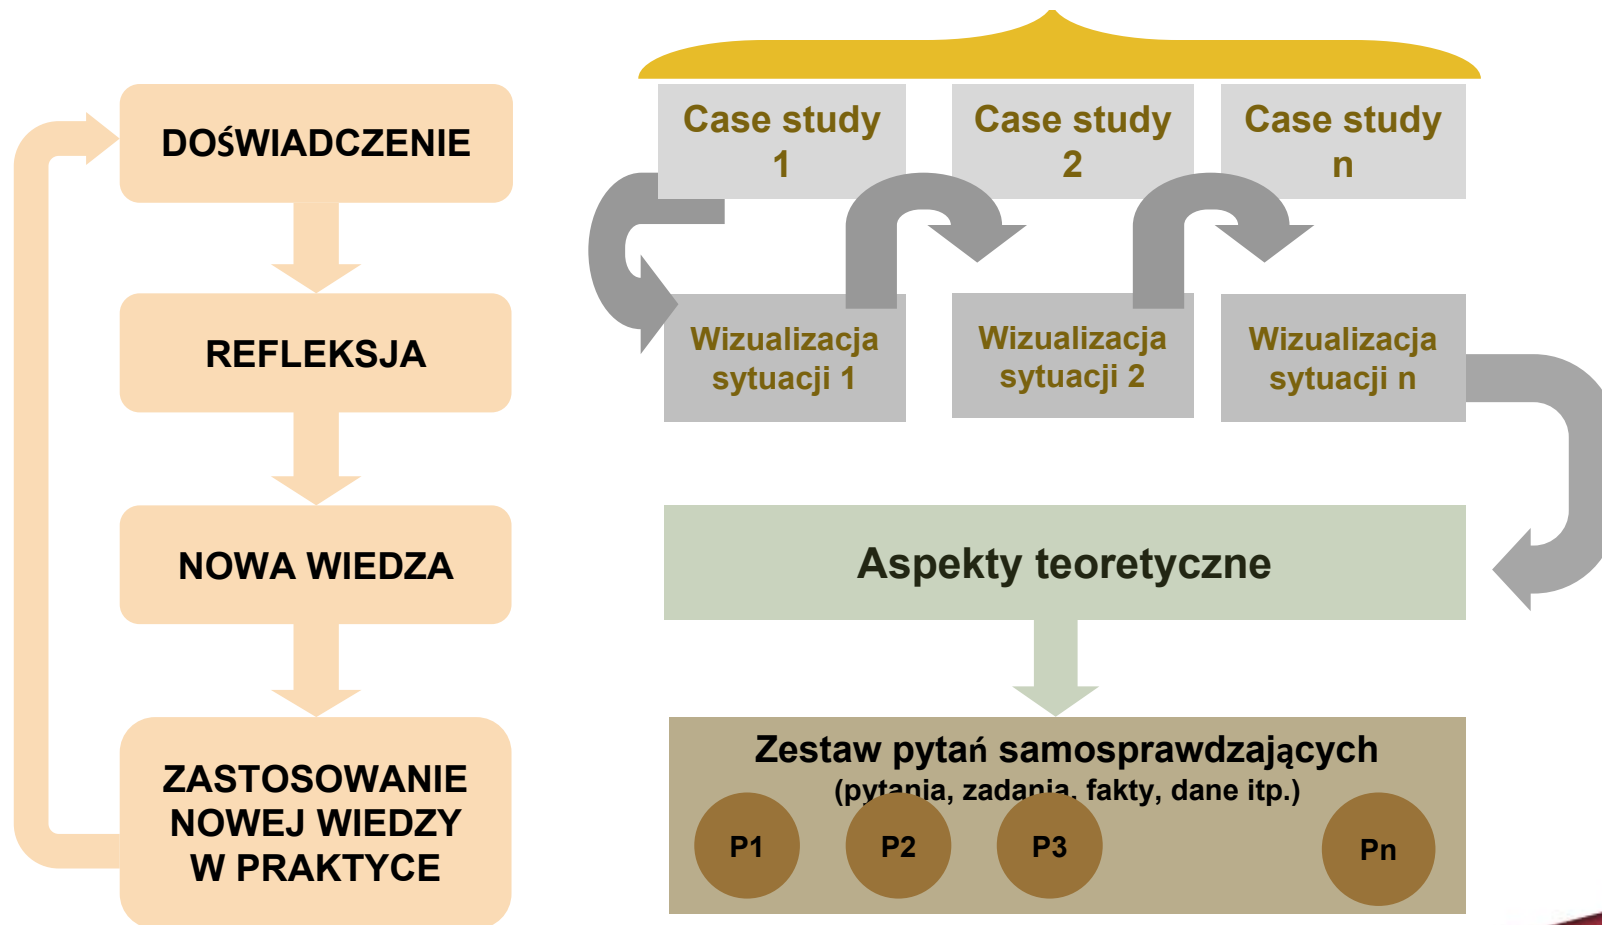 DOŚWIADCZENIE
REFLEKSJA
NOWA WIEDZA
ZASTOSOWANIE
NOWEJ WIEDZY
W PRAKTYCE
Case study
1
Case study
2
Case study
n
Wizualizacja
sytuacji 1
Wizualizacja
sytuacji 2
Wizualizacja
sytuacji n
Aspekty teoretyczne
Zestaw pytań samosprawdzających
(pytania, zadania, fakty, dane itp.)
P1
P2
P3
Pn